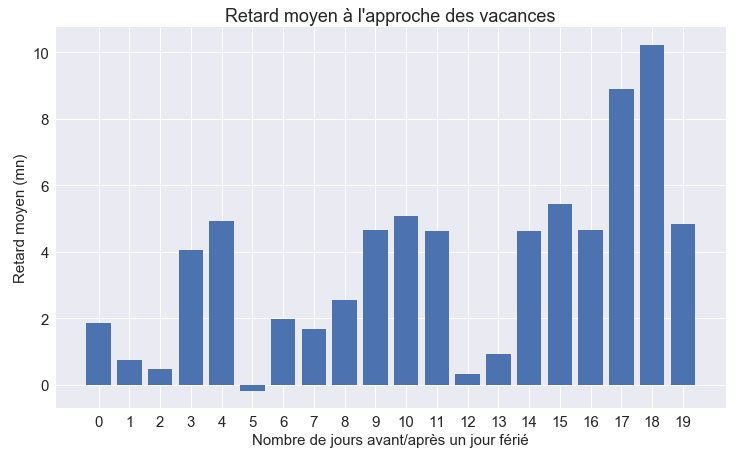 Retard moyen à l'approche des vacances
Retard moyen (mn)
10
8
6
4
2
0
0 1 2 3 4 5 6 7 8 9 10 11 12 13 14 15 16 17 18 19
Nombre de jours avant/après un jour férié